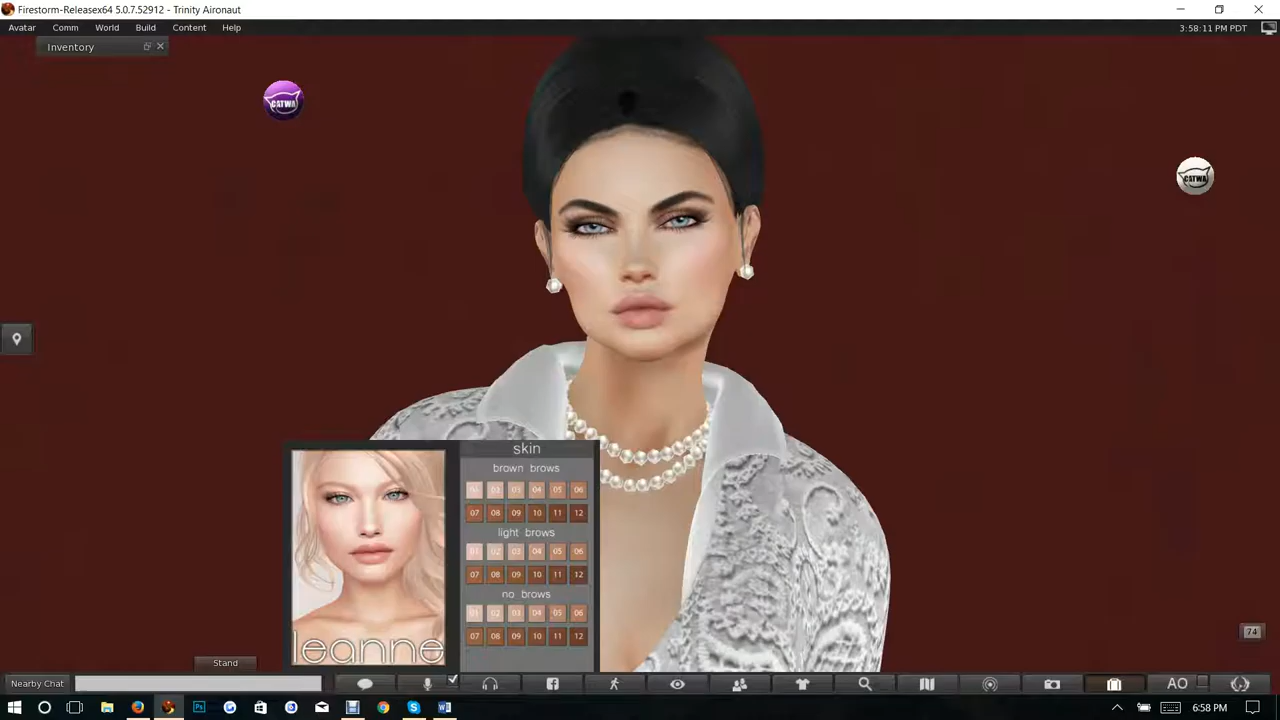 Firestorm-Releasex64 5.0.7.52912 - Trinity Aironaut
Avatar Comm World Build Content Help 3:58:11 PM PDT
Inventory
CATWA
CATWA
skin
brown brows
01 02 03 04 05 06
07 08 09 10 11 12
light brows
01 02 03 04 05 06
07 08 09 10 11 12
no brows
01 02 03 04 05 06
07 08 09 10 11 12
leanne
74
Stand
Nearby Chat
AO
6:58 PM